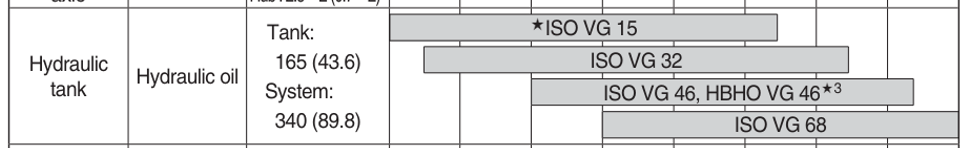 Hydraulic
tank
Hydraulic oil
Tank:
165 (43.6)
System:
340 (89.8)
★ISO VG 15
ISO VG 32
ISO VG 46, HBHO VG 46★3
ISO VG 68